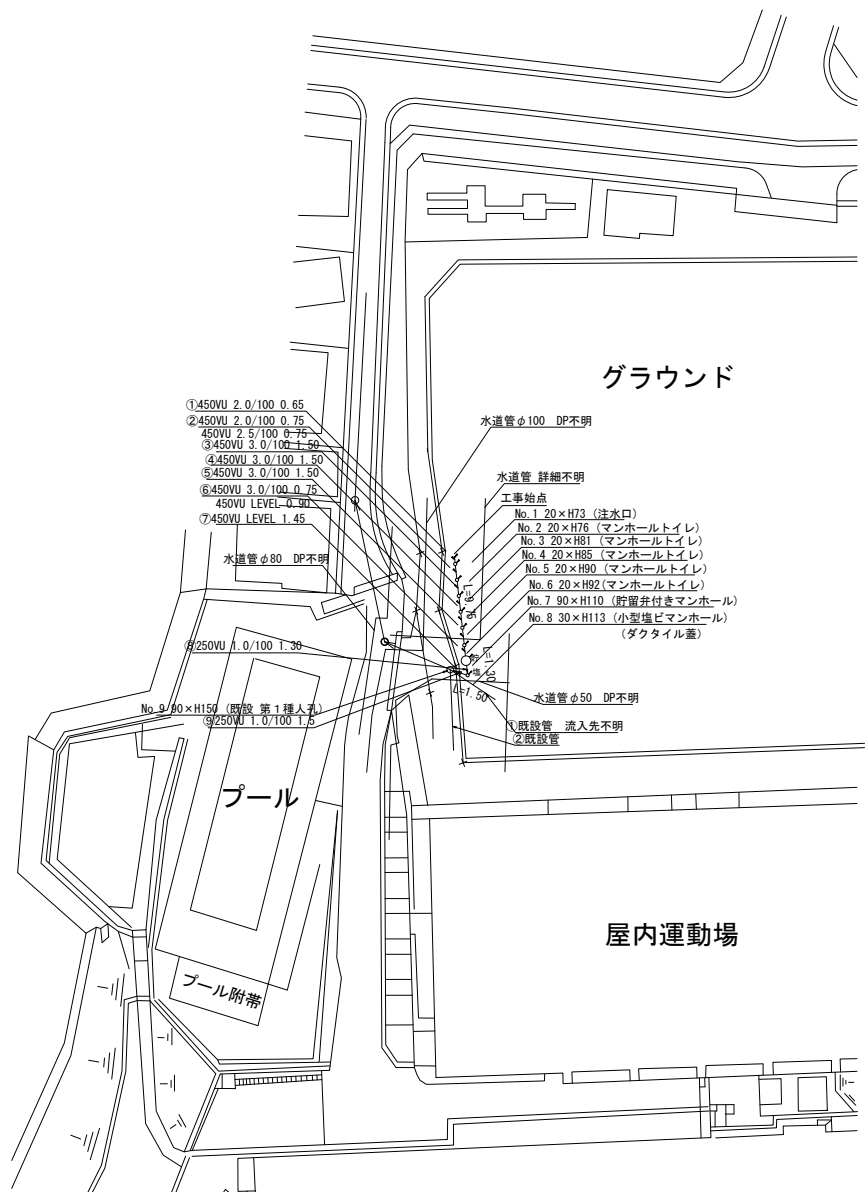 グラウンド
①450VU 2.0/100 0.65
②450VU 2.0/100 0.75
450VU 2.5/100 0.75
③450VU 3.0/100 1.50
④450VU 3.0/100 1.50
⑤450VU 3.0/100 1.50
⑥450VU 3.0/100 0.75
450VU LEVEL 0.90
⑦450VU LEVEL 1.45
水道管φ80 DP不明
水道管φ100 DP不明
水道管 詳細不明
工事始点
No.1 20×H73 (注水口)
No.2 20×H76 (マンホールトイレ)
No.3 20×H81 (マンホールトイレ)
No.4 20×H85 (マンホールトイレ)
No.5 20×H90 (マンホールトイレ)
No.6 20×H92(マンホールトイレ)
No.7 90×H110 (貯留弁付きマンホール)
No.8 30×H113 (小型塩ビマンホール)
(ダクタイル蓋)
L=9.76
⑧250VU 1.0/100 1.30
貯
塩
L=1.30
L=1.50
水道管φ50 DP不明
No.9 90×H150 (既設 第1種人孔)
⑨250VU 1.0/100 1.5
①既設管 流入先不明
②既設管
プール
屋内運動場
プール附帯